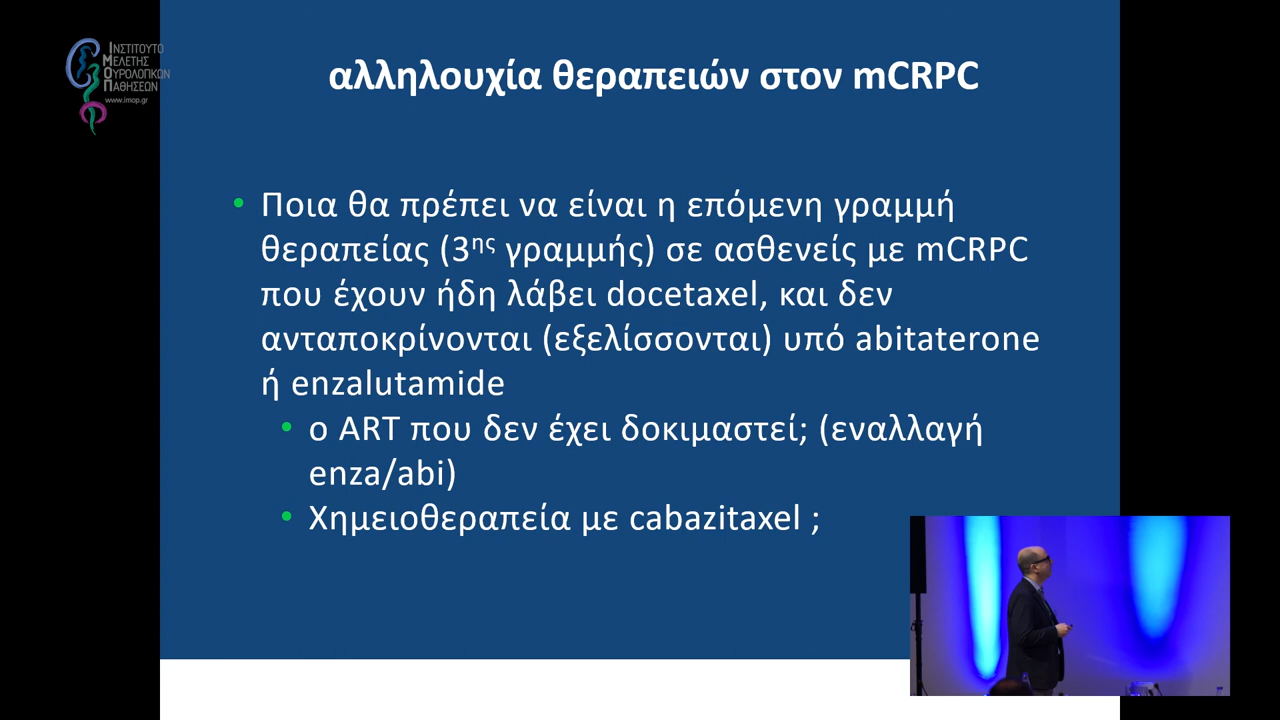 ΙΝΣΤΙΤΟΥΤΟ
ΜΕΛΕΤΗΣ
ΟΥΡΟΛΟΓΙΚΩΝ
ΠΑΘΗΣΕΩΝ
www.imop.gr
αλληλουχία θεραπειών στον mCRPC
• Ποια θα πρέπει να είναι η επόμενη γραμμή
θεραπείας (3ης γραμμής) σε ασθενείς με mCRPC
που έχουν ήδη λάβει docetaxel, και δεν
ανταποκρίνονται (εξελίσσονται) υπό abitaterone
ή enzalutamide
• ο ART που δεν έχει δοκιμαστεί; (εναλλαγή
enza/abi)
• Χημειοθεραπεία με cabazitaxel ;